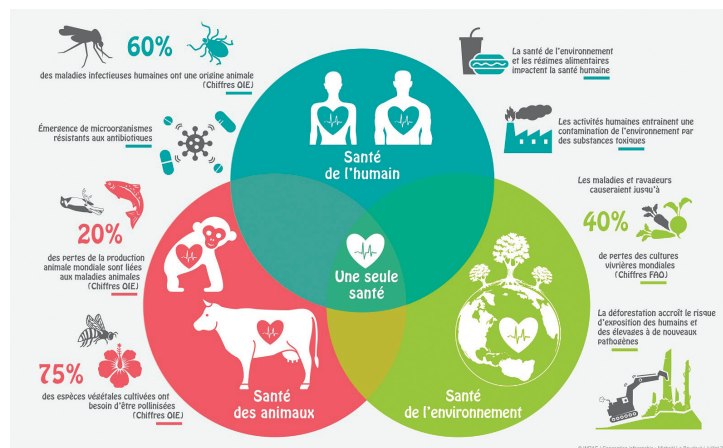 60%
des maladies infectieuses humaines ont une origine animale
(Chiffres OIE)
Émergence de microorganismes
résistants aux antibiotiques
20%
des pertes de la production
animale mondiale sont liées
aux maladies animales
(Chiffres OIE)
75%
des espèces végétales cultivées ont
besoin d'être pollinisées
(Chiffres OIE)
Santé
de l'humain
Une seule
santé
Santé
des animaux
Santé
de l'environnement
La santé de l'environnement
et les régimes alimentaires
impactent la santé humaine
Les activités humaines entrainent une
contamination de l'environnement par
des substances toxiques
Les maladies et ravageurs
causeraient jusqu'à
40%
de pertes des cultures
vivrières mondiales
(Chiffres FAO)
La déforestation accroît le risque
d'exposition des humains et
des élevages à de nouveaux
pathogènes